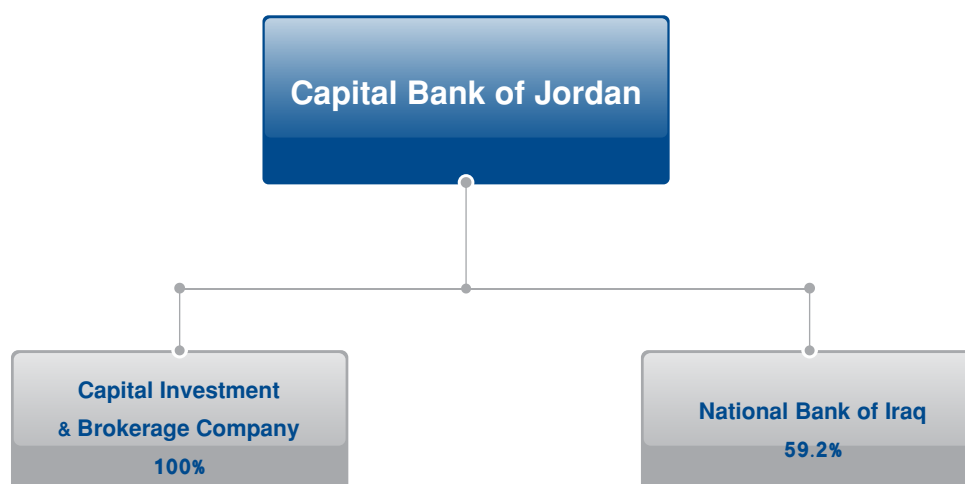 Capital Bank of Jordan
Capital Investment
& Brokerage Company
100%
National Bank of Iraq
59.2%